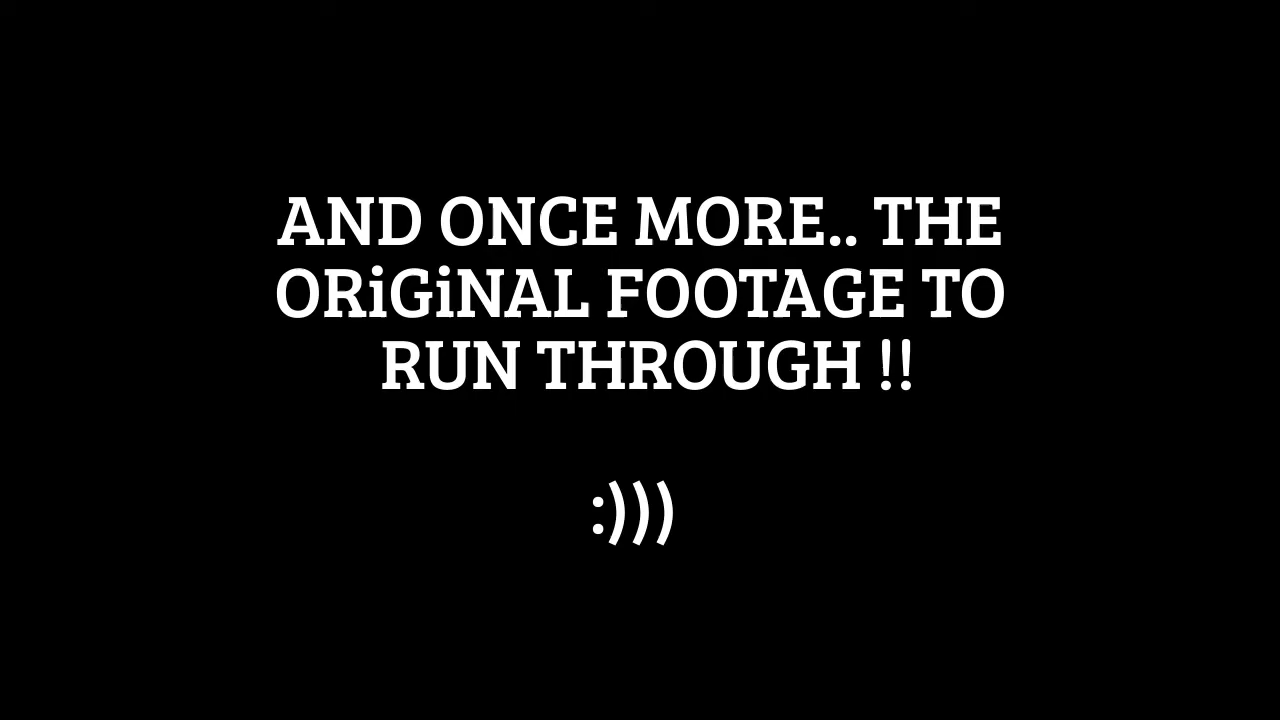 AND ONCE MORE.. THE
ORiGiNAL FOOTAGE TO
RUN THROUGH !!
:)))